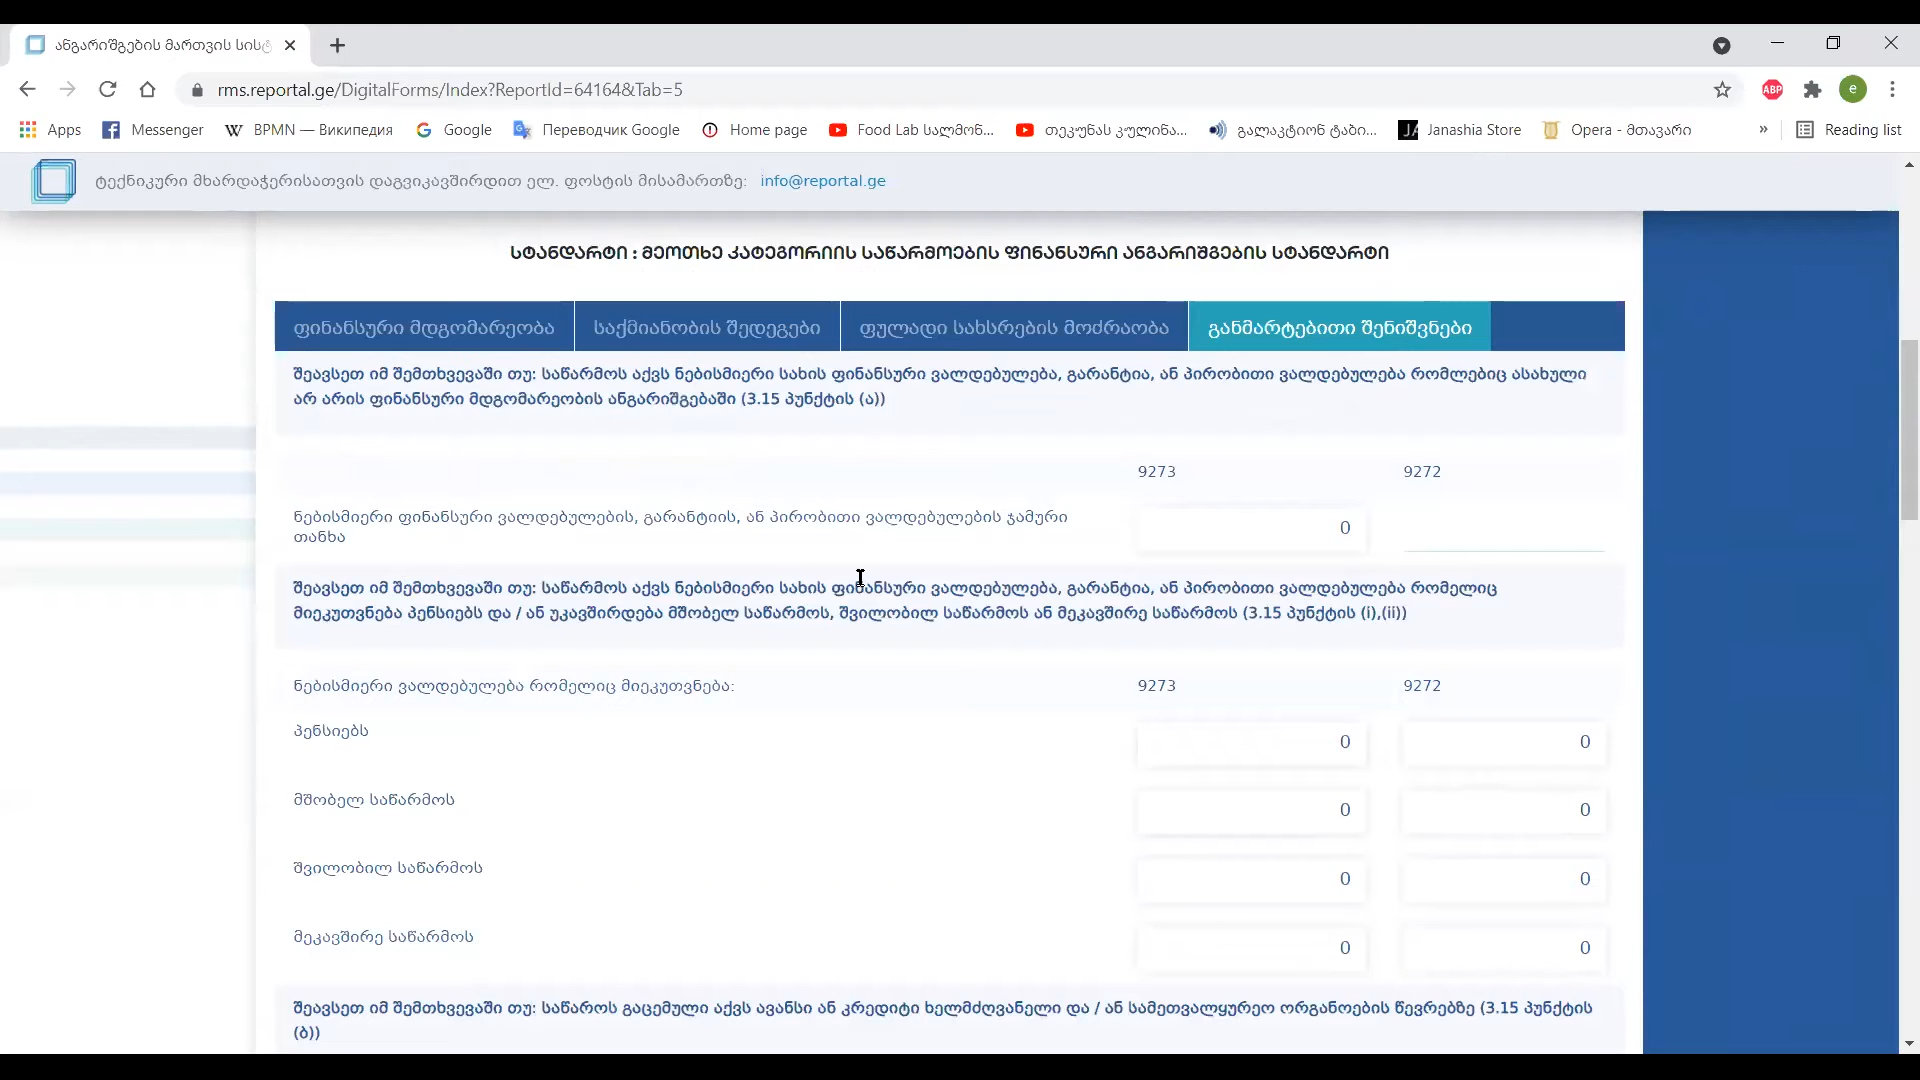 ანგარიშგების მართვის სისტ
rms.reportal.ge/DigitalForms/Index?ReportId=64164&Tab=5
ABP
e
Apps
Messenger
W BPMN — Википедия
Google
Переводчик Google
Home page
Food Lab სალმონ...
თეკუნას კულინა...
გალაკტიონ ტაბი...
JA Janashia Store
Opera - მთავარი
»
Reading list
ტექნიკური მხარდაჭერისათვის დაგვიკავშირდით ელ. ფოსტის მისამართზე: info@reportal.ge
სტანდარტი : მეოთხე კატეგორიის საწარმოების ფინანსური ანგარიშგების სტანდარტი
ფინანსური მდგომარეობა
საქმიანობის შედეგები
ფულადი სახსრების მოძრაობა
განმარტებითი შენიშვნები
შეავსეთ იმ შემთხვევაში თუ: საწარმოს აქვს ნებისმიერი სახის ფინანსური ვალდებულება, გარანტია, ან პირობითი ვალდებულება რომლებიც ასახული
არ არის ფინანსური მდგომარეობის ანგარიშგებაში (3.15 პუნქტის (ა))
9273 9272
ნებისმიერი ფინანსური ვალდებულების, გარანტიის, ან პირობითი ვალდებულების ჯამური
თანხა
0
შეავსეთ იმ შემთხვევაში თუ: საწარმოს აქვს ნებისმიერი სახის ფინანსური ვალდებულება, გარანტია, ან პირობითი ვალდებულება რომელიც
მიეკუთვნება პენსიებს და / ან უკავშირდება მშობელ საწარმოს, შვილობილ საწარმოს ან მეკავშირე საწარმოს (3.15 პუნქტის (i),(ii))
ნებისმიერი ვალდებულება რომელიც მიეკუთვნება: 9273 9272
პენსიებს 0 0
მშობელ საწარმოს 0 0
შვილობილ საწარმოს 0 0
მეკავშირე საწარმოს 0 0
შეავსეთ იმ შემთხვევაში თუ: საწაროს გაცემული აქვს ავანსი ან კრედიტი ხელმძღვანელი და / ან სამეთვალყურეო ორგანოების წევრებზე (3.15 პუნქტის
(ბ))